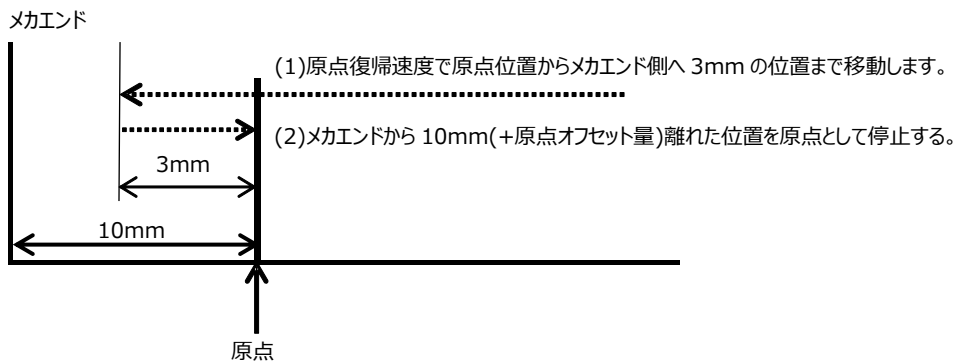 メカエンド
(1)原点復帰速度で原点位置からメカエンド側へ 3mm の位置まで移動します。
(2)メカエンドから 10mm(+原点オフセット量)離れた位置を原点として停止する。
3mm
10mm
原点